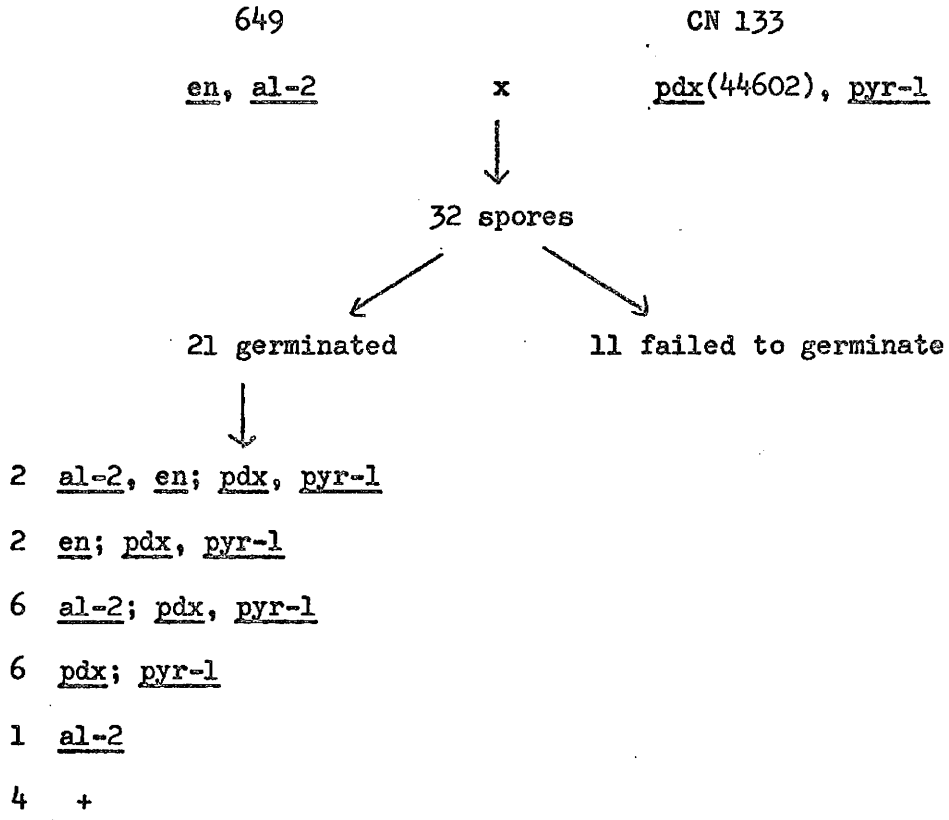 649 CN 133
en, al-2 x pdx(44602), pyr-1
32 spores
21 germinated 11 failed to germinate
2 al-2, en; pdx, pyr-1
2 en; pdx, pyr-1
6 al-2; pdx, pyr-1
6 pdx; pyr-1
1 al-2
4 +